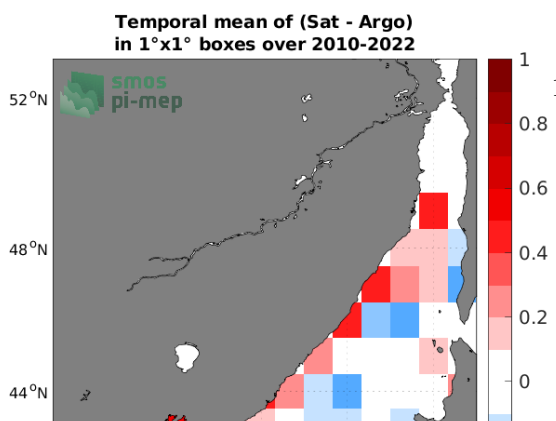 Temporal mean of (Sat - Argo)
in 1°x1° boxes over 2010-2022
smos
pi-mep
52°N
48°N
44°N
1
0.8
0.6
0.4
0.2
0